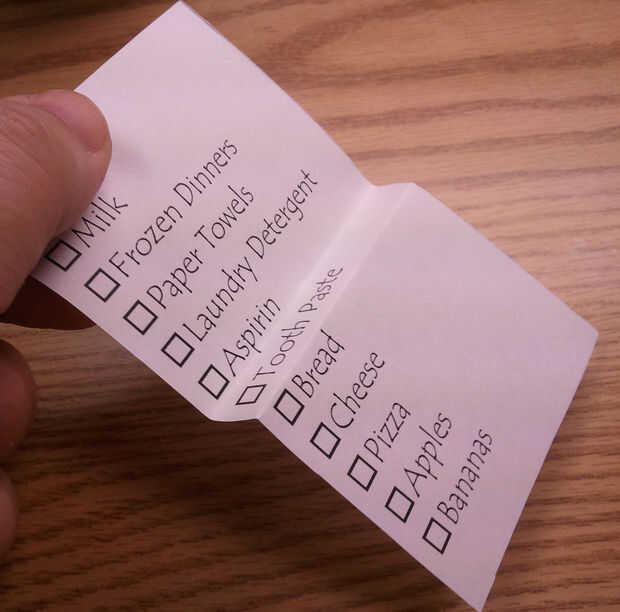 Milk
Frozen Dinners
Paper Towels
Laundry Detergent
Aspirin
Tooth Paste
Bread
Cheese
Pizza
Apples
Bananas